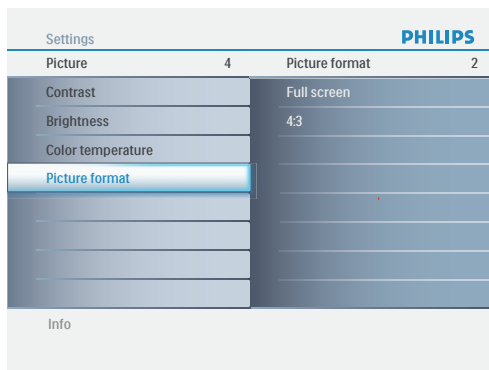 Settings
PHILIPS
Picture 4 Picture format 2
Contrast Full screen
Brightness 4:3
Color temperature
Picture format
Info